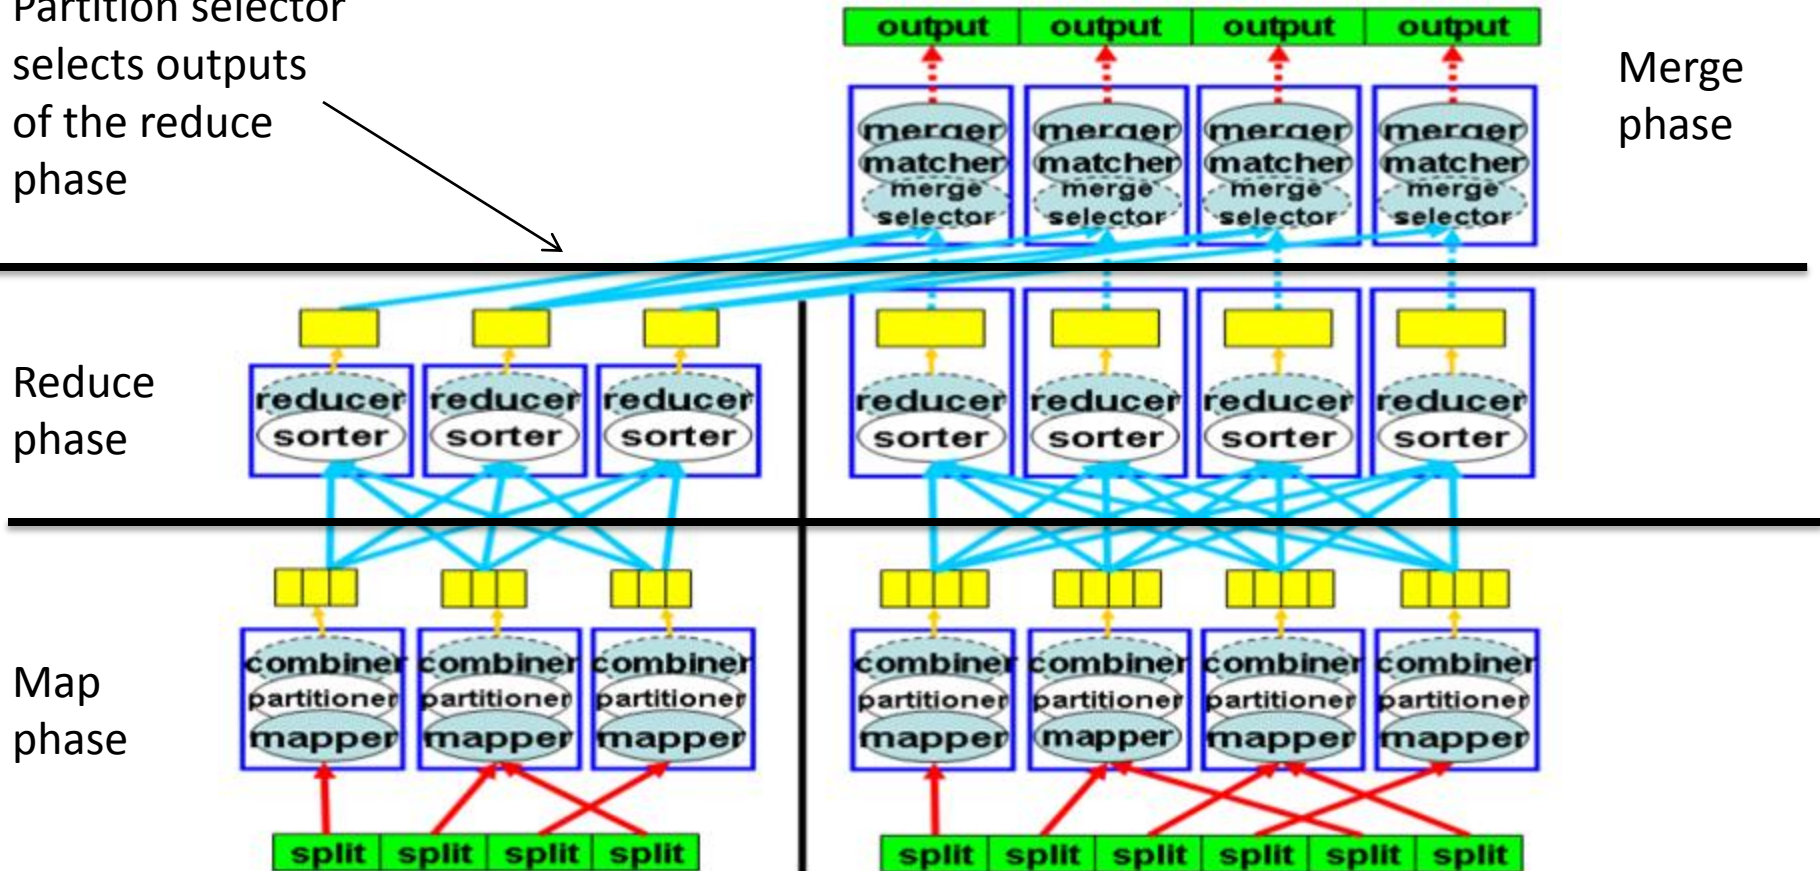 Partition selector
selects outputs
of the reduce
phase
output output output output
Merge
phase
merger merger merger merger
matcher matcher matcher matcher
merge merge merge merge
selector selector selector selector
Reduce
phase
reducer reducer reducer reducer reducer reducer reducer
sorter sorter sorter sorter sorter sorter sorter
Map
phase
combiner combiner combiner combiner combiner combiner combiner
partitioner partitioner partitioner partitioner partitioner partitioner partitioner
mapper mapper mapper mapper mapper mapper mapper
split split split split split split split split split split